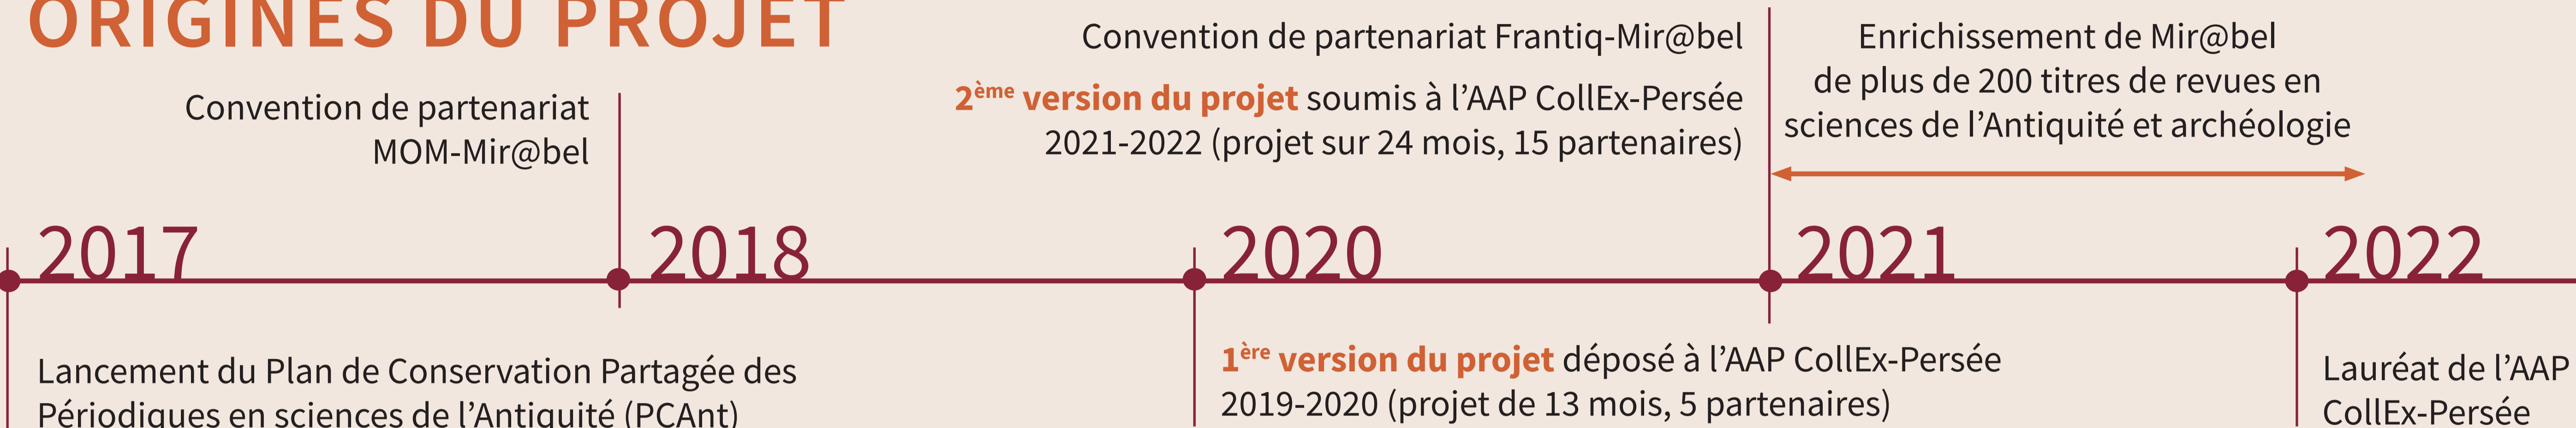 ORIGINES DU PROJET
Convention de partenariat
MOM-Mir@bel
Convention de partenariat Frantiq-Mir@bel
2ème version du projet soumis à l'AAP CollEx-Persée
2021-2022 (projet sur 24 mois, 15 partenaires)
Enrichissement de Mir@bel
de plus de 200 titres de revues en
sciences de l'Antiquité et archéologie
2017
2018
2020
2021
2022
Lancement du Plan de Conservation Partagée des
Périodiques en sciences de l'Antiquité (PCAnt)
1ère version du projet déposé à l'AAP CollEx-Persée
2019-2020 (projet de 13 mois, 5 partenaires)
Lauréat de l'AAP
CollEx-Persée